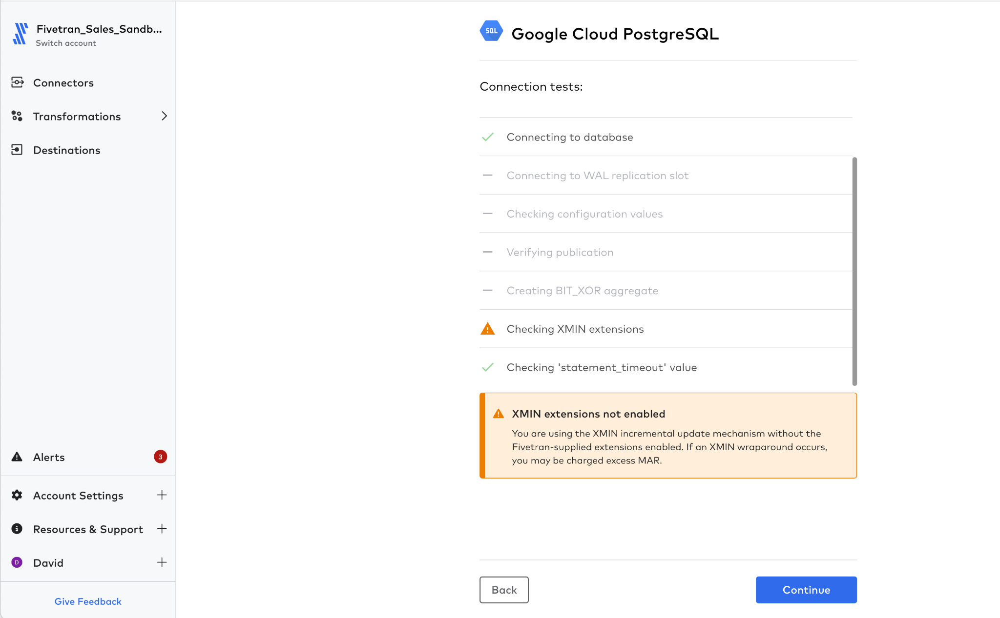 Fivetran_Sales_Sandb...
Switch account
Connectors
Transformations
Destinations
Alerts
3
Account Settings
Resources & Support
D
David
Give Feedback
SQL
Google Cloud PostgreSQL
Connection tests:
Connecting to database
Connecting to WAL replication slot
Checking configuration values
Verifying publication
Creating BIT_XOR aggregate
Checking XMIN extensions
Checking 'statement_timeout' value
XMIN extensions not enabled
You are using the XMIN incremental update mechanism without the
Fivetran-supplied extensions enabled. If an XMIN wraparound occurs,
you may be charged excess MAR.
Back
Continue